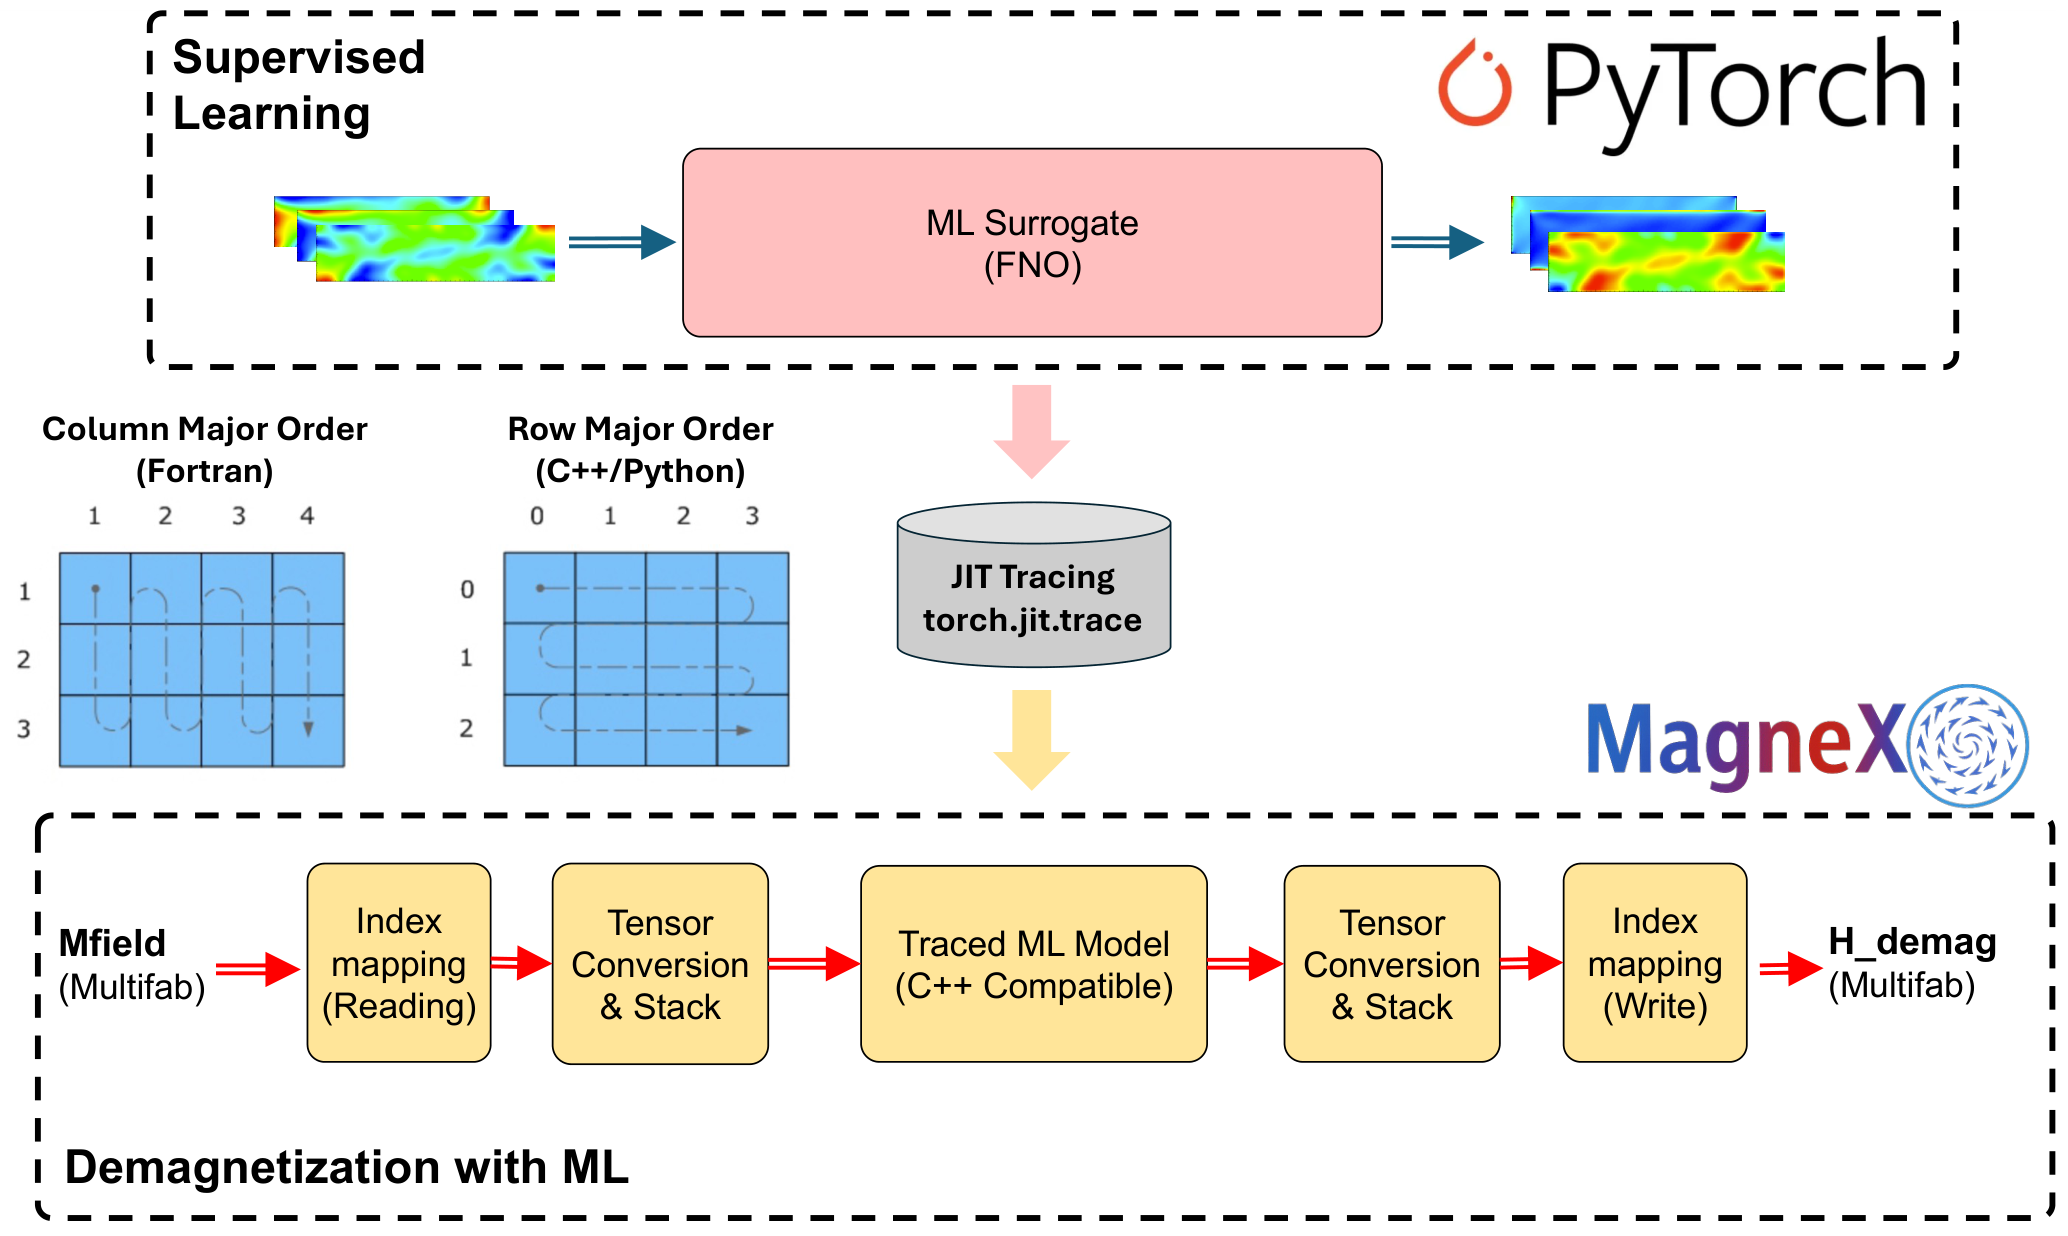 Supervised
Learning
PyTorch
ML Surrogate
(FNO)
Column Major Order
(Fortran)
1 2 3 4
1
2
3
Row Major Order
(C++/Python)
0 1 2 3
0
1
2
JIT Tracing
torch.jit.trace
MagneX
Mfield
(Multifab)
Index
mapping
(Reading)
Tensor
Conversion
& Stack
Traced ML Model
(C++ Compatible)
Tensor
Conversion
& Stack
Index
mapping
(Write)
H_demag
(Multifab)
Demagnetization with ML